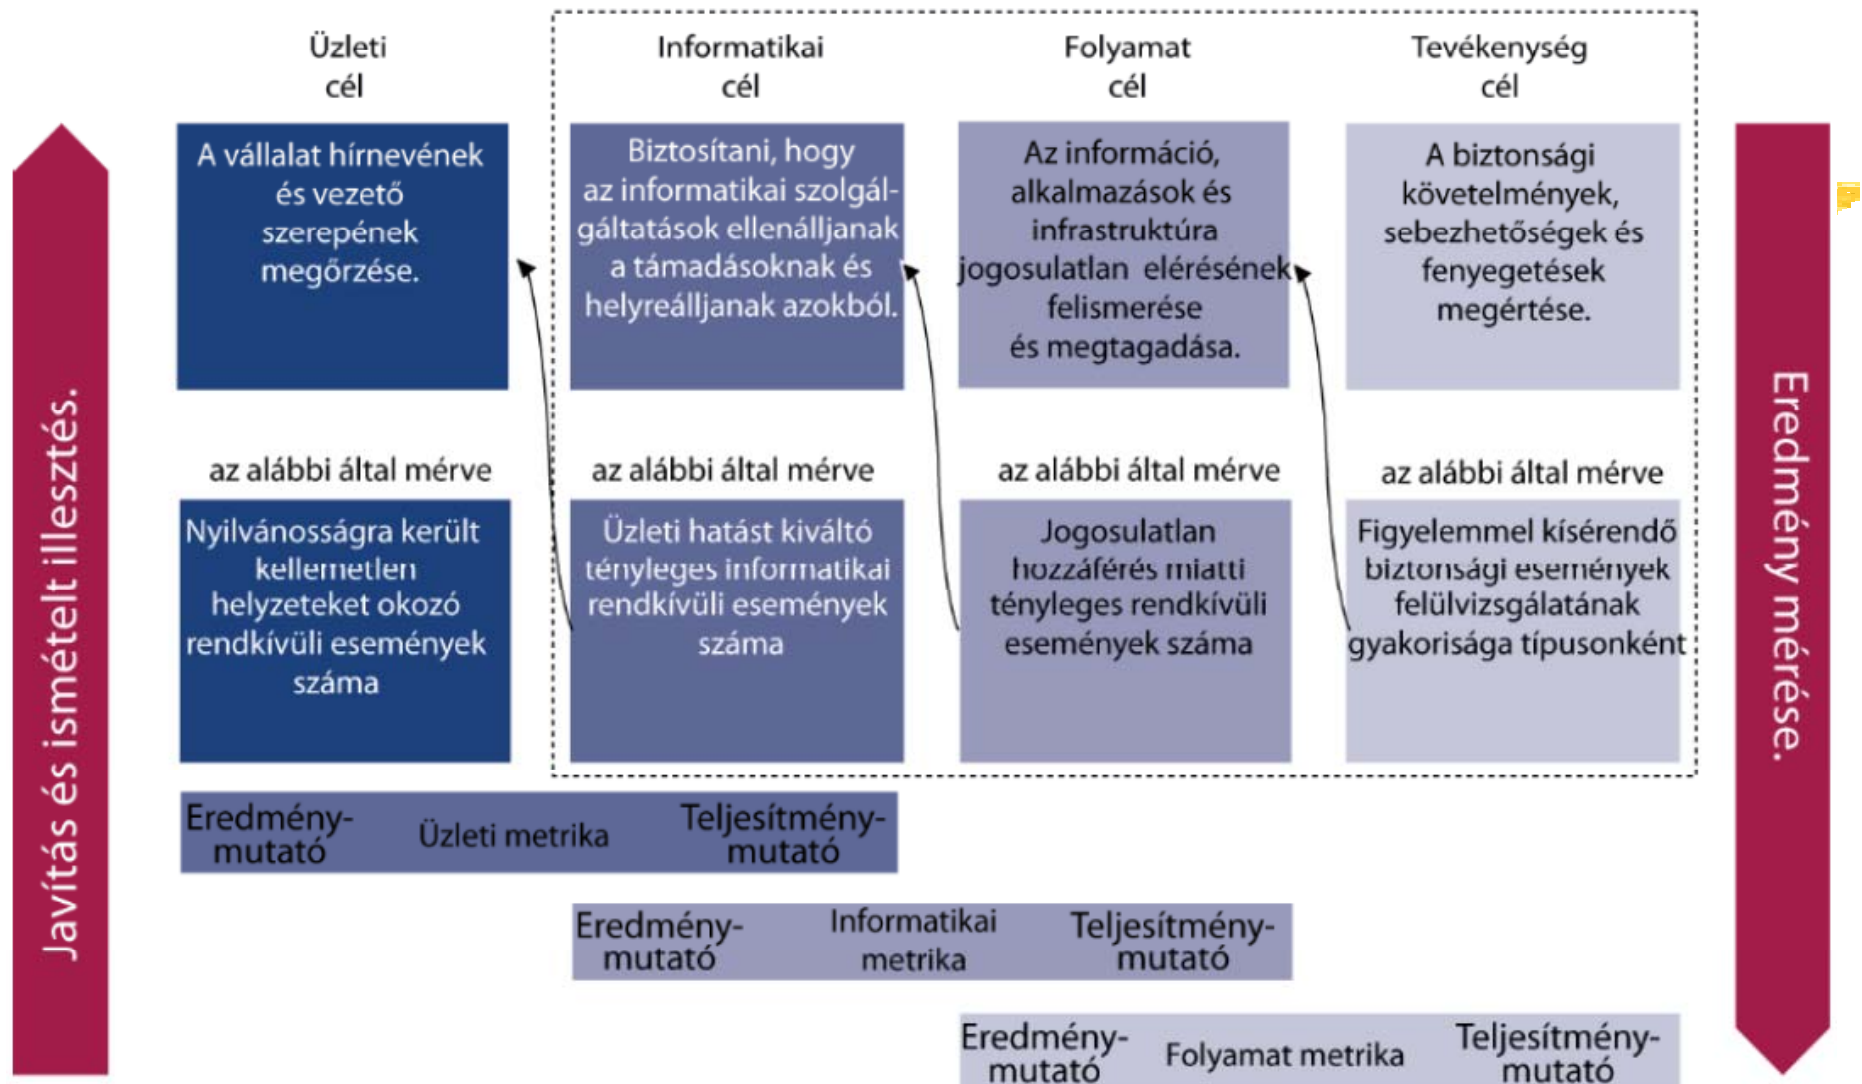 Üzleti
cél
Informatikai
cél
Folyamat
cél
Tevékenység
cél
A vállalat hírnevének
és vezető
szerepének
megőrzése.
Biztosítani, hogy
az informatikai szolgál-
gáltatások ellenálljanak
a támadásoknak és
helyreálljanak azokból.
Az információ,
alkalmazások és
infrastruktúra
jogosulatlan elérésének
felismerése
és megtagadása.
A biztonsági
követelmények,
sebezhetőségek és
fenyegetések
megértése.
az alábbi által mérve
az alábbi által mérve
az alábbi által mérve
az alábbi által mérve
Nyilvánosságra került
kellemetlen
helyzeteket okozó
rendkívüli események
száma
Üzleti hatást kiváltó
tényleges informatikai
rendkívüli események
száma
Jogosulatlan
hozzáférés miatti
tényleges rendkívüli
események száma
Figyelemmel kísérendő
biztonsági események
felülvizsgálatának
gyakorisága típusonként
Javítás és ismételt illesztés.
Eredmény mérése.
Eredmény-
mutató
Üzleti metrika
Teljesítmény-
mutató
Eredmény-
mutató
Informatikai
metrika
Teljesítmény-
mutató
Eredmény-
mutató
Folyamat metrika
Teljesítmény-
mutató